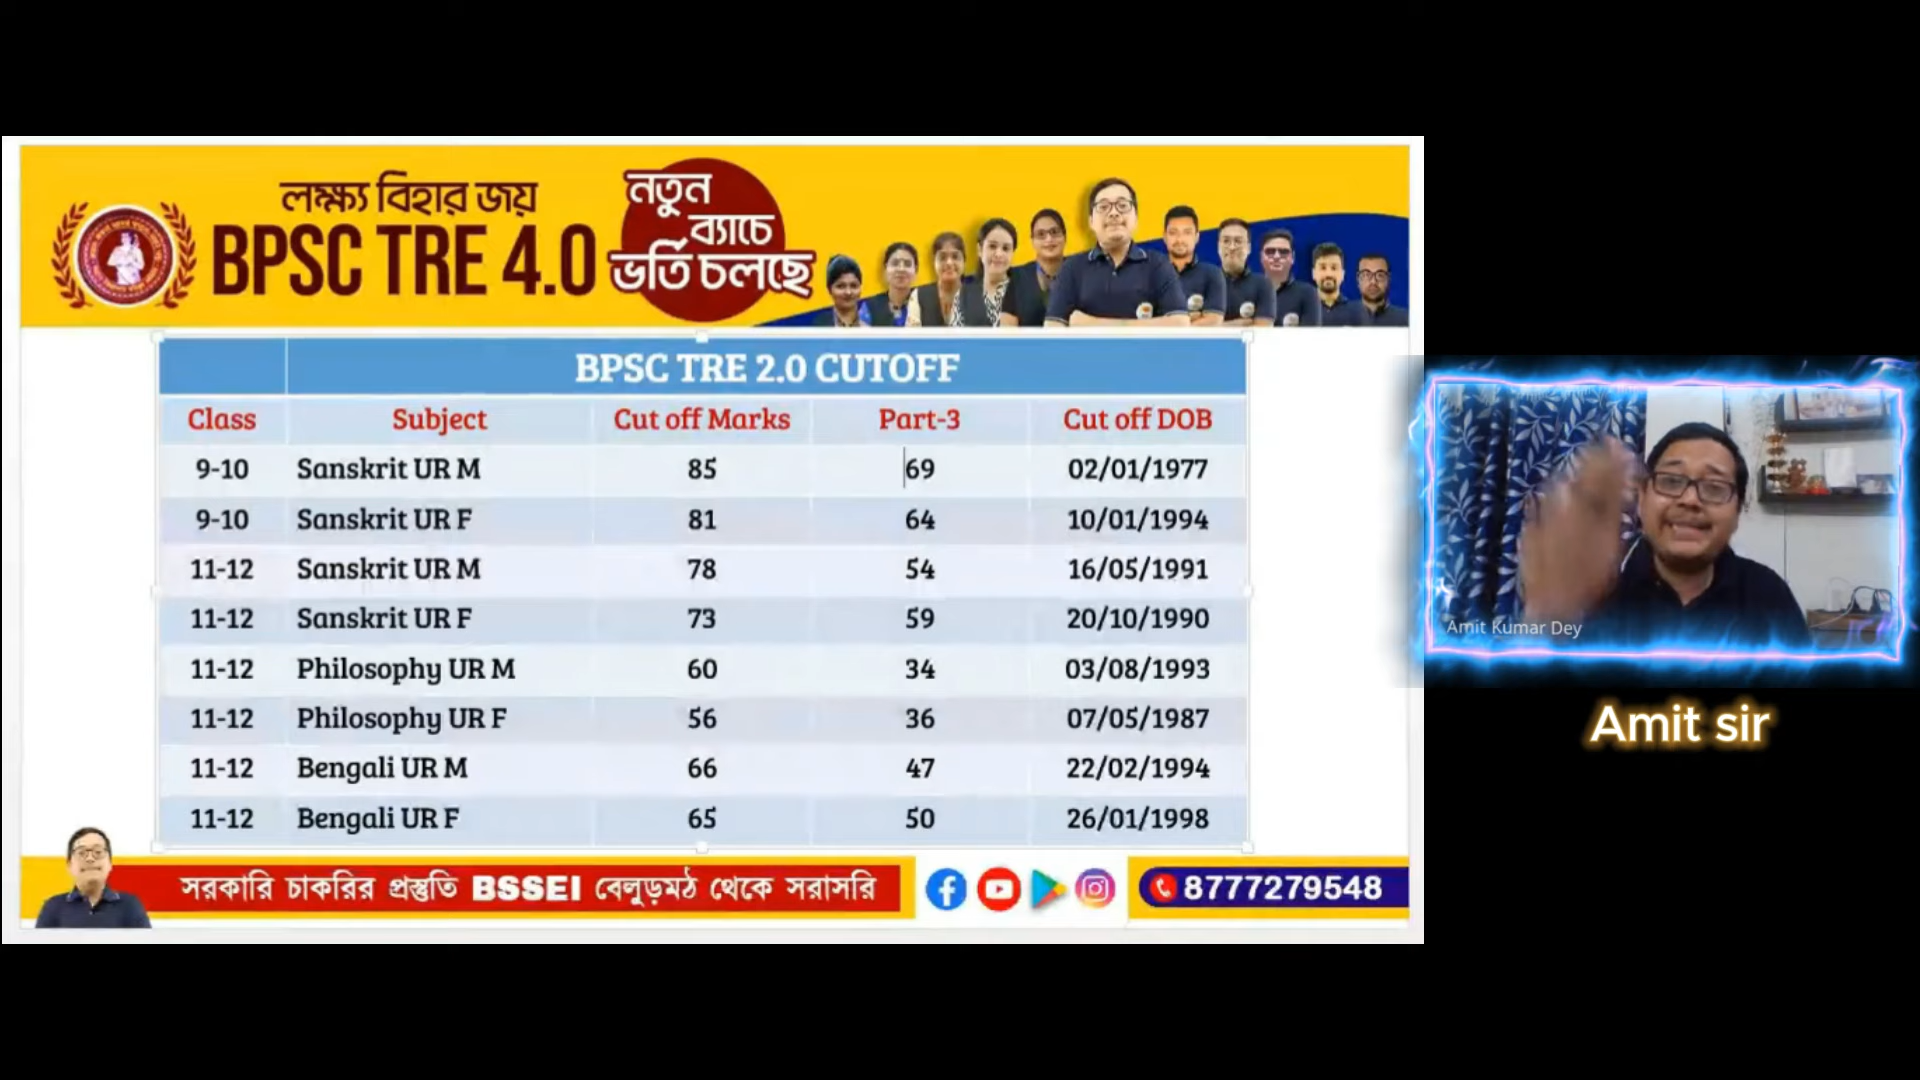 লক্ষ্য বিহার জয়
BPSC TRE 4.0
নতুন
ব্যাচে
ভর্তি চলছে
BPSC TRE 2.0 CUTOFF
Class Subject Cut off Marks Part-3 Cut off DOB
9-10 Sanskrit UR M 85 69 02/01/1977
9-10 Sanskrit UR F 81 64 10/01/1994
11-12 Sanskrit UR M 78 54 16/05/1991
11-12 Sanskrit UR F 73 59 20/10/1990
11-12 Philosophy UR M 60 34 03/08/1993
11-12 Philosophy UR F 56 36 07/05/1987
11-12 Bengali UR M 66 47 22/02/1994
11-12 Bengali UR F 65 50 26/01/1998
সরকারি চাকরির প্রস্তুতি BSSEI বেলুড়মঠ থেকে সরাসরি
8777279548
Amit Kumar Dey
Amit sir